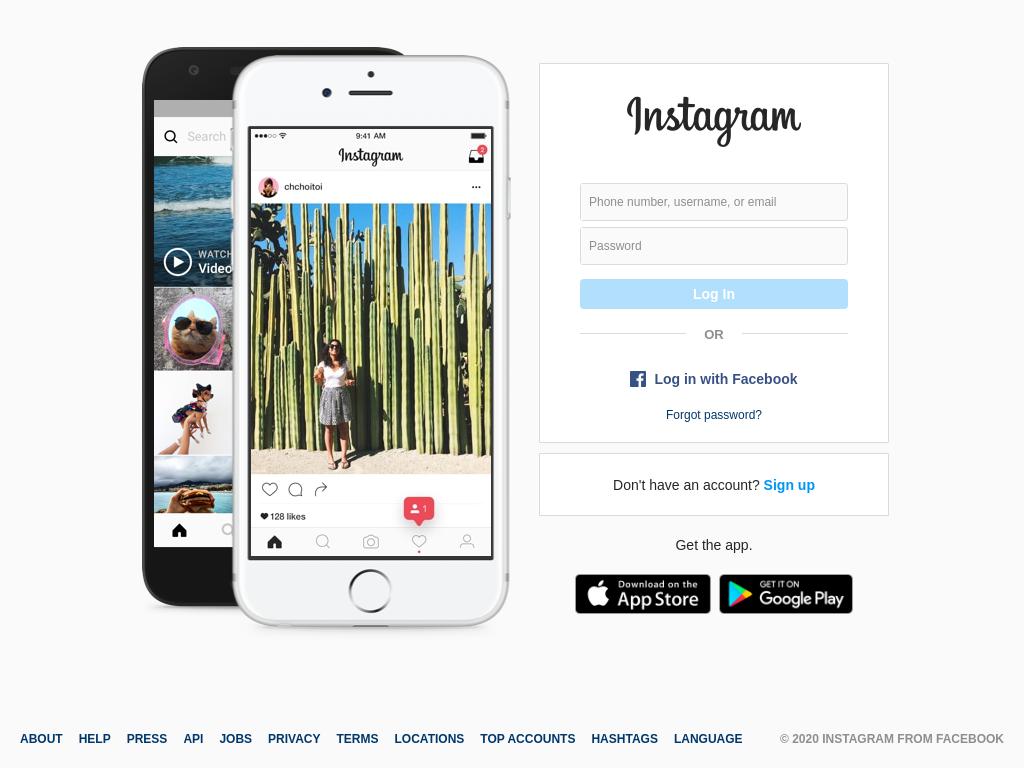 Search
WATCH
Video
9:41 AM
Instagram
2
chchoitoi
1
128 likes
Instagram
Phone number, username, or email
Password
Log In
OR
Log in with Facebook
Forgot password?
Don't have an account? Sign up
Get the app.
Download on the
App Store
GET IT ON
Google Play
ABOUT HELP PRESS API JOBS PRIVACY TERMS LOCATIONS TOP ACCOUNTS HASHTAGS LANGUAGE © 2020 INSTAGRAM FROM FACEBOOK